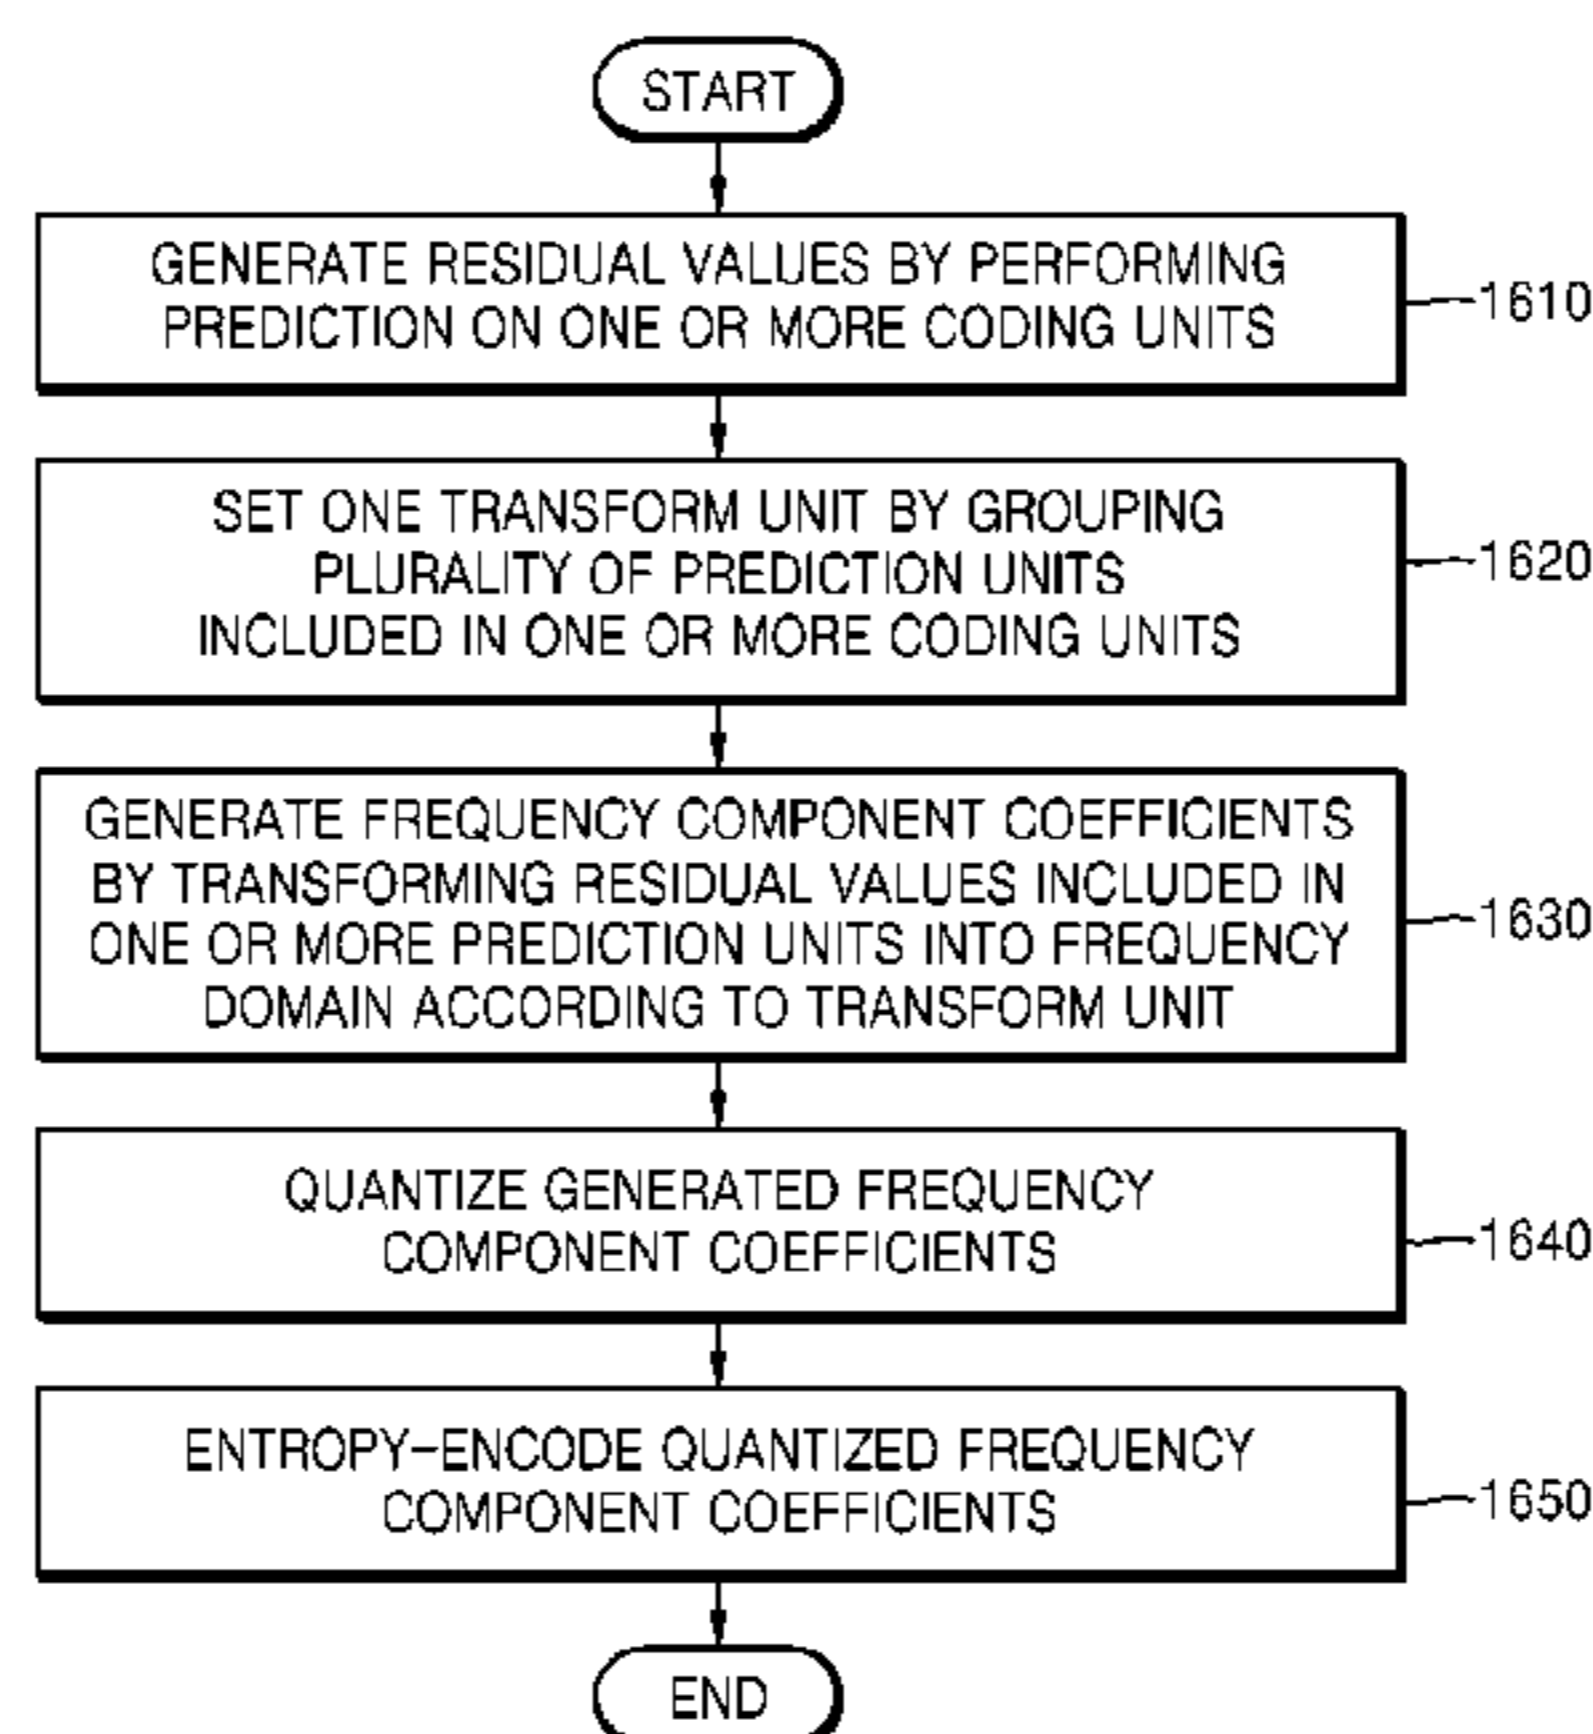 START
GENERATE RESIDUAL VALUES BY PERFORMING
PREDICTION ON ONE OR MORE CODING UNITS
1610
SET ONE TRANSFORM UNIT BY GROUPING
PLURALITY OF PREDICTION UNITS
INCLUDED IN ONE OR MORE CODING UNITS
1620
GENERATE FREQUENCY COMPONENT COEFFICIENTS
BY TRANSFORMING RESIDUAL VALUES INCLUDED IN
ONE OR MORE PREDICTION UNITS INTO FREQUENCY
DOMAIN ACCORDING TO TRANSFORM UNIT
1630
QUANTIZE GENERATED FREQUENCY
COMPONENT COEFFICIENTS
1640
ENTROPY-ENCODE QUANTIZED FREQUENCY
COMPONENT COEFFICIENTS
1650
END